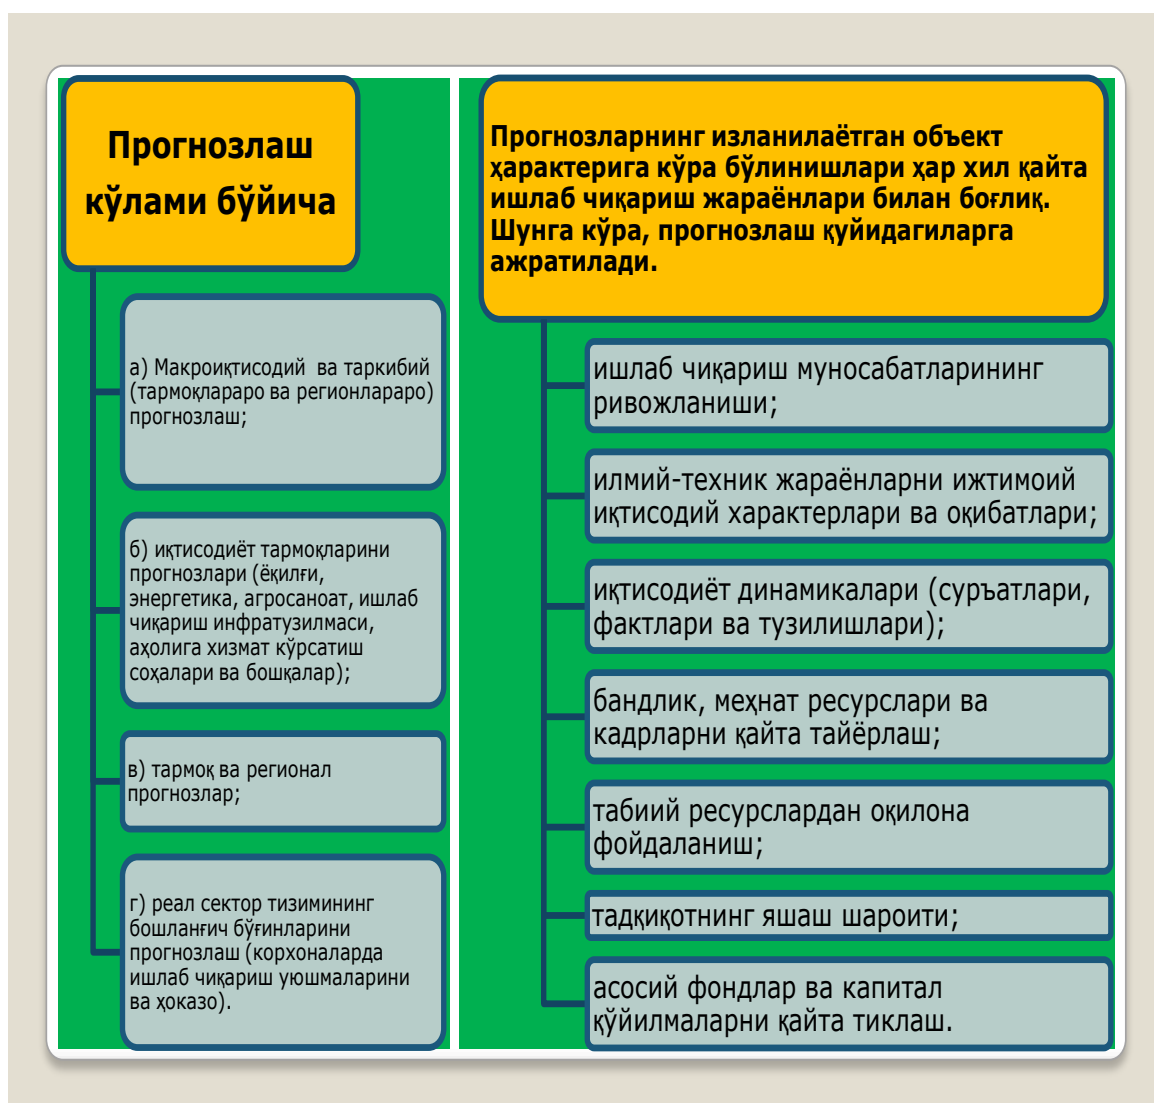 Прогнозлаш
кўлами бўйича
а) Макроиқтисодий ва таркибий
(тармоқлараро ва регионлараро)
прогнозлаш;
б) иқтисодиёт тармоқларини
прогнозлари (ёқилғи,
энергетика, агросаноат, ишлаб
чиқариш инфратузилмаси,
аҳолига хизмат кўрсатиш
соҳалари ва бошқалар);
в) тармоқ ва регионал
прогнозлар;
г) реал сектор тизимининг
бошланғич бўғинларини
прогнозлаш (корхоналарда
ишлаб чиқариш уюшмаларини
ва ҳоказо).
Прогнозларнинг изланилаётган объект
ҳарактерига кўра бўлинишлари ҳар хил қайта
ишлаб чиқариш жараёнлари билан боғлиқ.
Шунга кўра, прогнозлаш қуйидагиларга
ажратилади.
ишлаб чиқариш муносабатларининг
ривожланиши;
илмий-техник жараёнларни ижтимоий
иқтисодий характерлари ва оқибатлари;
иқтисодиёт динамикалари (суръатлари,
фактлари ва тузилишлари);
бандлик, меҳнат ресурслари ва
кадрларни қайта тайёрлаш;
табиий ресурслардан оқилона
фойдаланиш;
тадқиқотнинг яшаш шароити;
асосий фондлар ва капитал
қўйилмаларни қайта тиклаш.